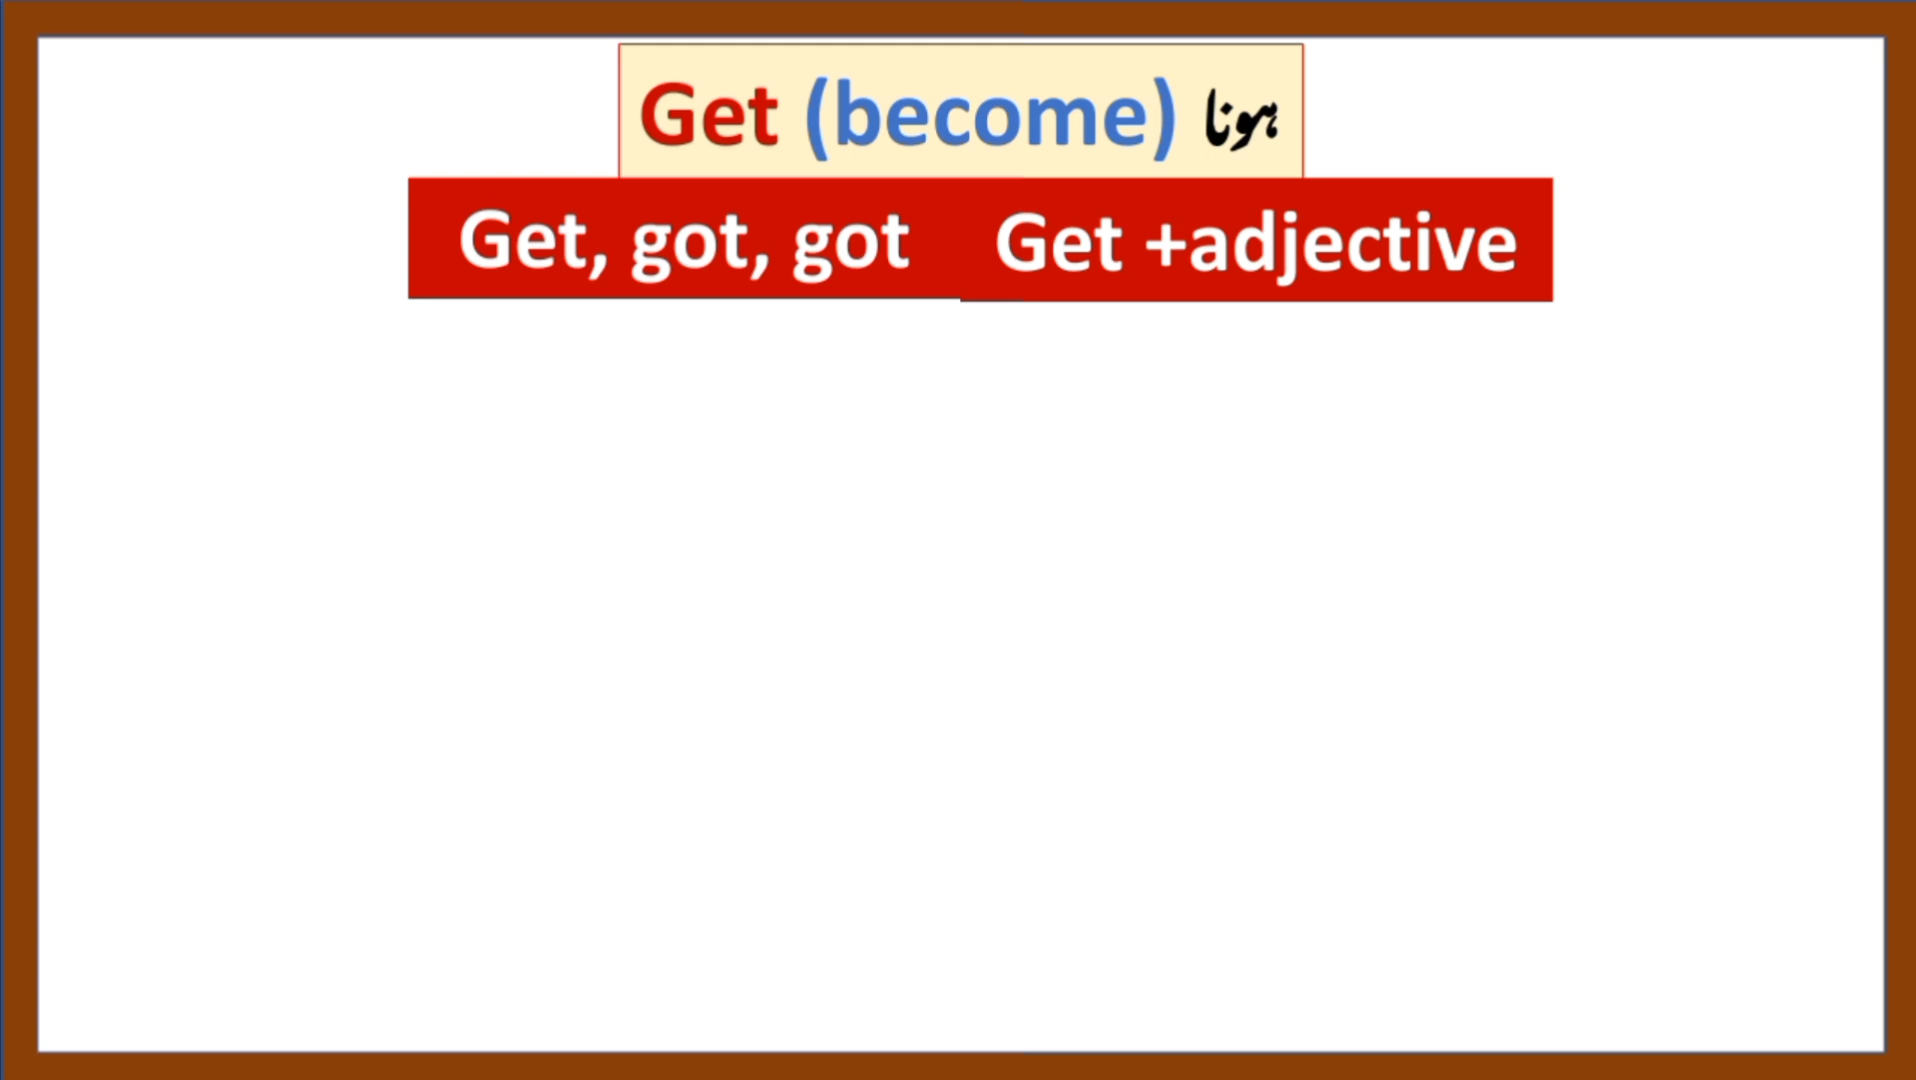 Get (become) ہونا
Get, got, got Get +adjective